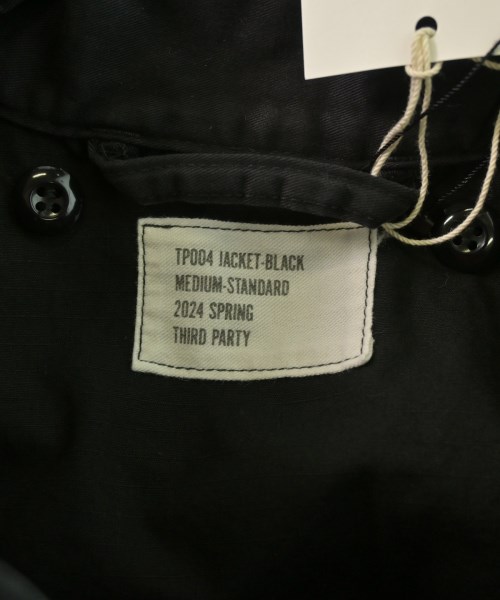 TP004 JACKET-BLACK
MEDIUM-STANDARD
2024 SPRING
THIRD PARTY